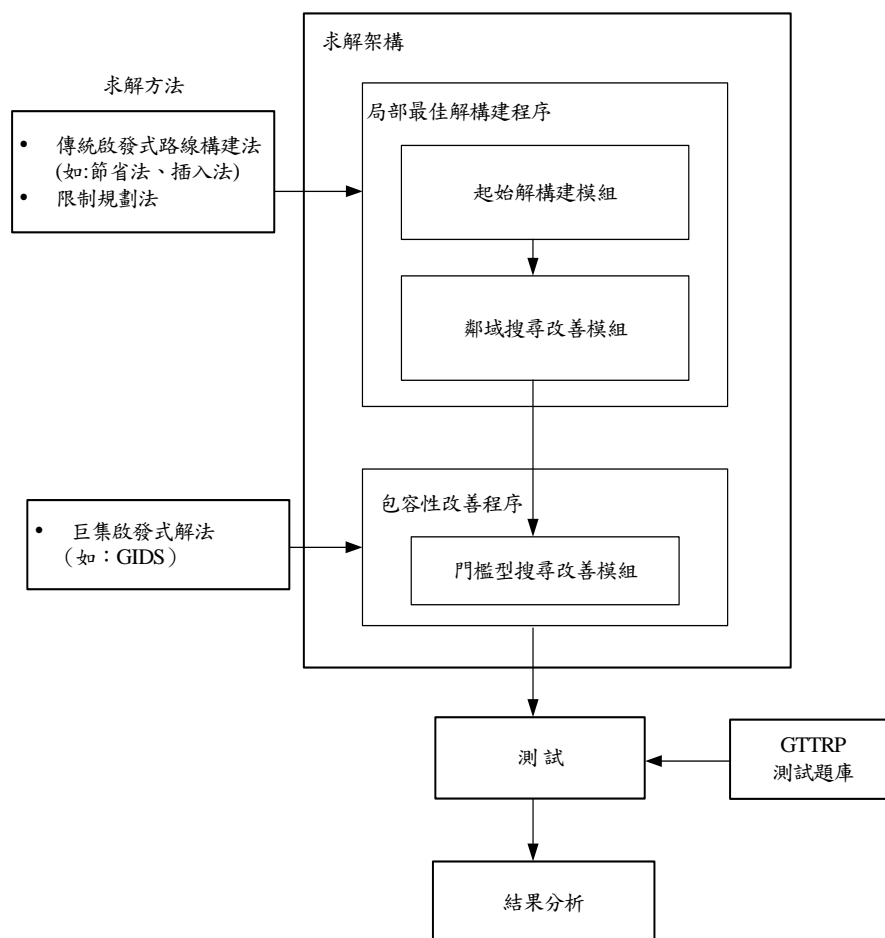 求解架構
求解方法
局部最佳解構建程序
• 傳統啟發式路線構建法
(如:節省法、插入法)
• 限制規劃法
起始解構建模組
鄰域搜尋改善模組
包容性改善程序
• 巨集啟發式解法
（如：GIDS）
門檻型搜尋改善模組
測 試
GTTRP
測試題庫
結果分析